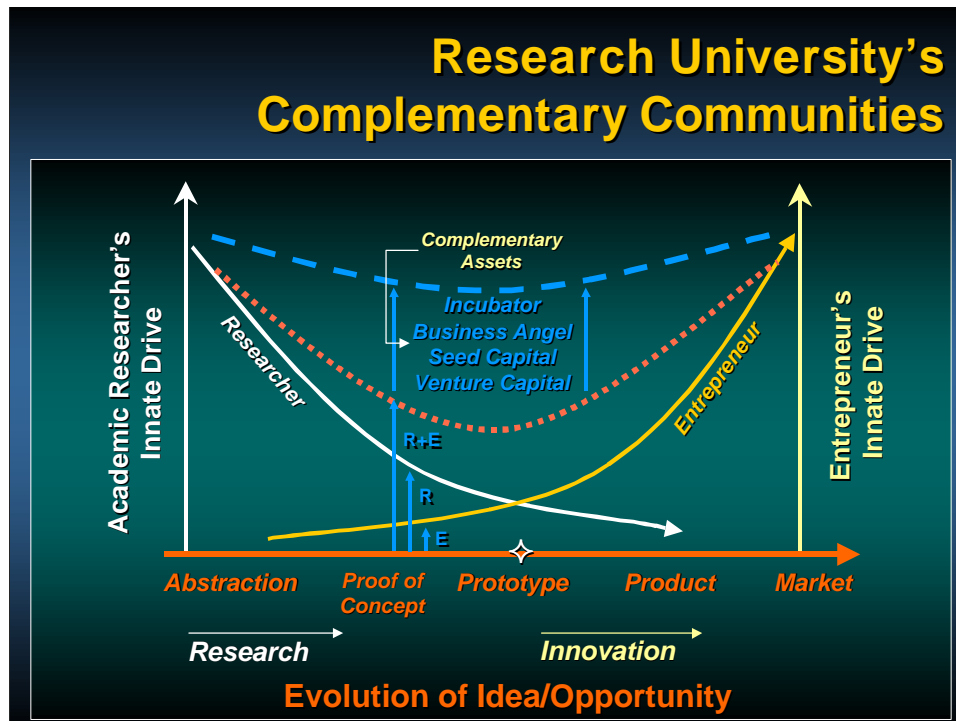 Research University's
Complementary Communities
Academic Researcher's
Innate Drive
Complementary
Assets
Incubator
Business Angel
Seed Capital
Venture Capital
Researcher
Entrepreneur
R+E
R
E
Entrepreneur's
Innate Drive
Abstraction
Proof of
Concept
Prototype
Product
Market
Research
Innovation
Evolution of Idea/Opportunity